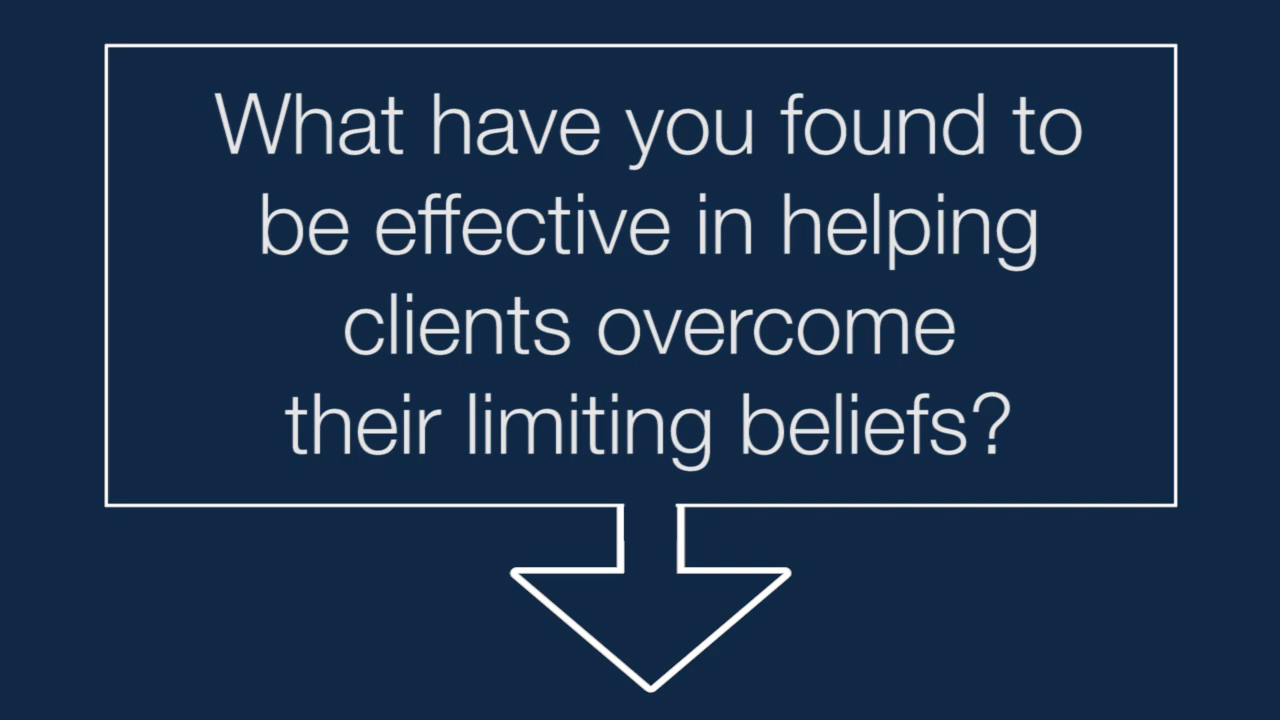 What have you found to
be effective in helping
clients overcome
their limiting beliefs?